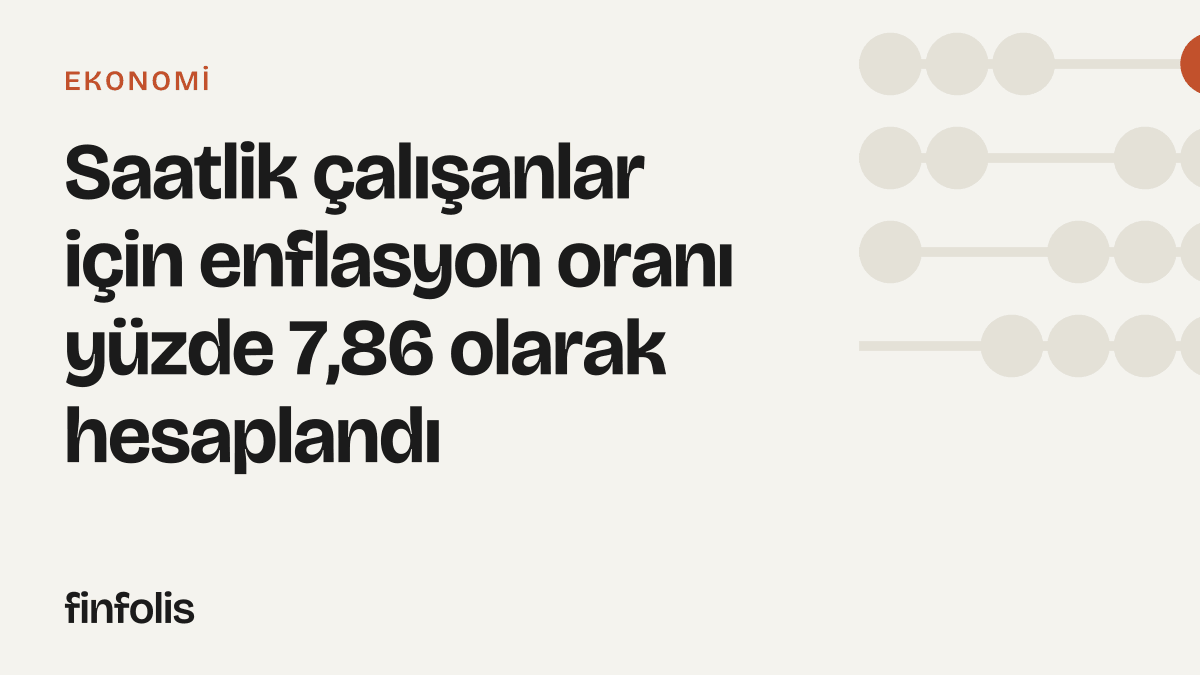 EKONOMİ
Saatlik çalışanlar
için enflasyon oranı
yüzde 7,86 olarak
hesaplandı
finfolis